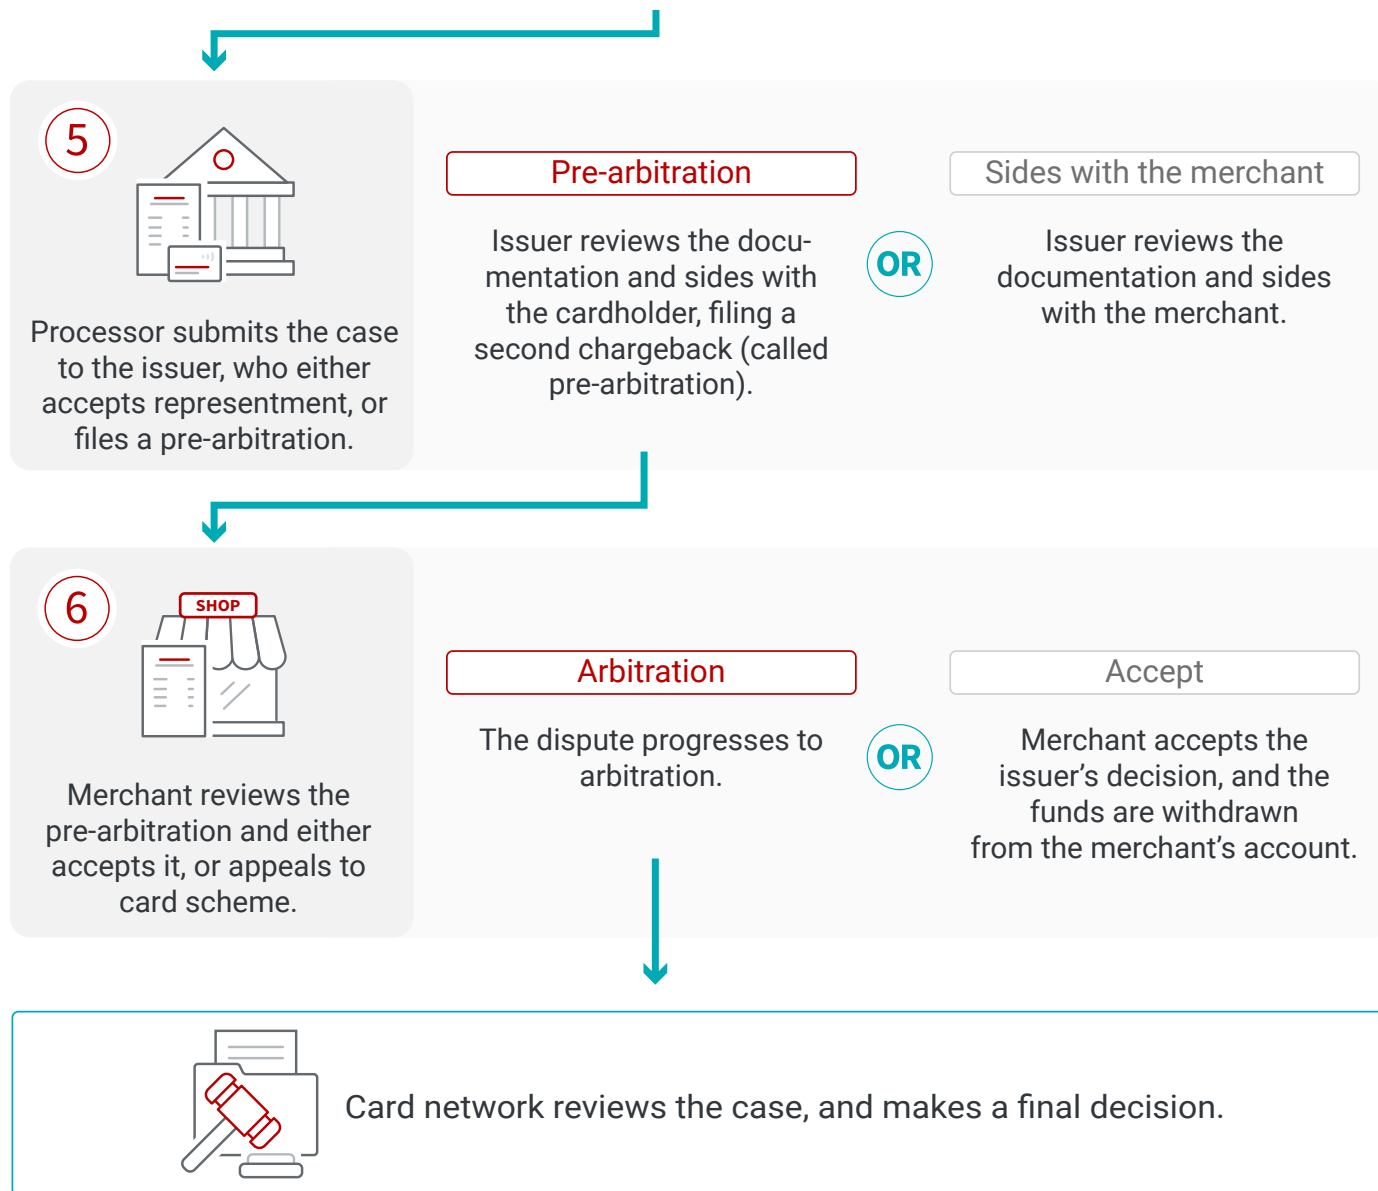 5
Processor submits the case
to the issuer, who either
accepts representment, or
files a pre-arbitration.
Pre-arbitration
Issuer reviews the docu-
mentation and sides with
the cardholder, filing a
second chargeback (called
pre-arbitration).
OR
Sides with the merchant
Issuer reviews the
documentation and sides
with the merchant.
6
SHOP
Merchant reviews the
pre-arbitration and either
accepts it, or appeals to
card scheme.
Arbitration
The dispute progresses to
arbitration.
OR
Accept
Merchant accepts the
issuer’s decision, and the
funds are withdrawn
from the merchant’s account.
Card network reviews the case, and makes a final decision.